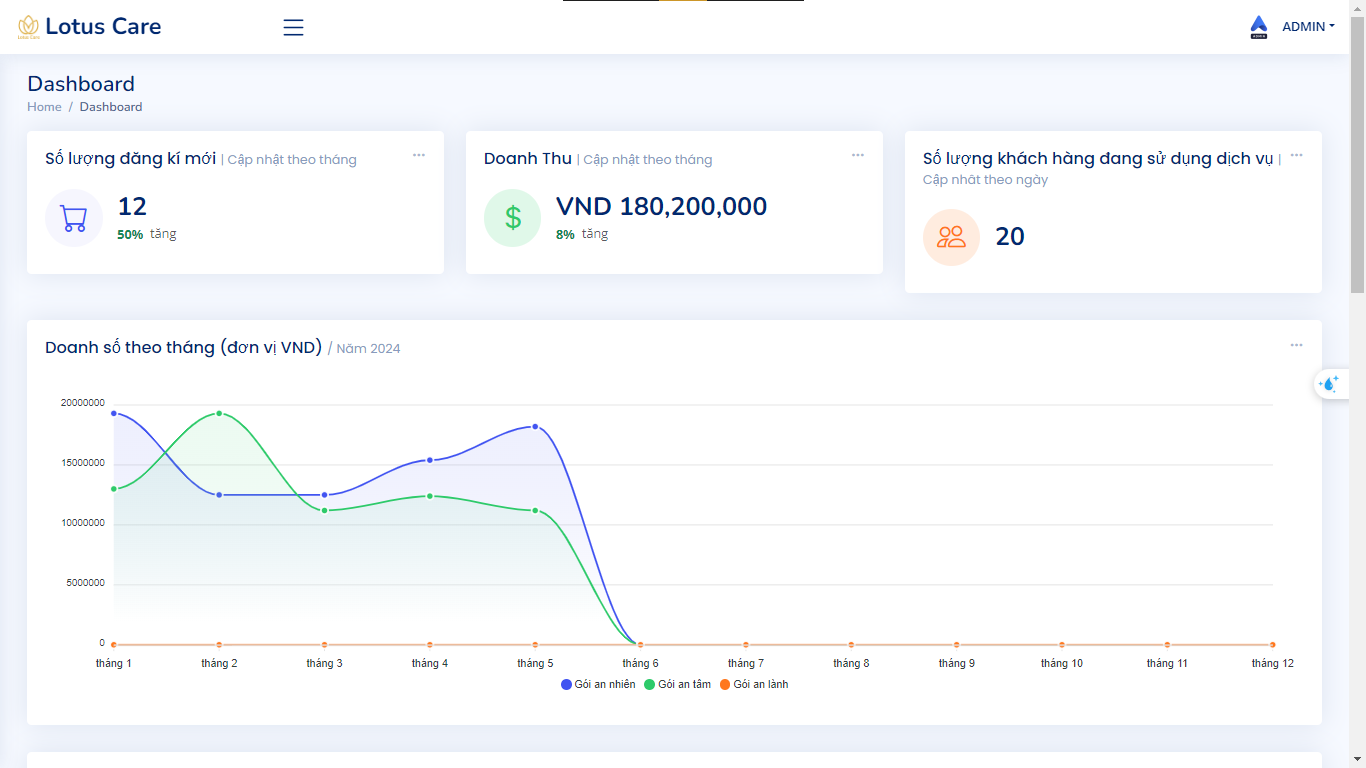 Lotus Care
ADMIN
Dashboard
Home / Dashboard
Số lượng đăng kí mới | Cập nhật theo tháng
12
50% tăng
Doanh Thu | Cập nhật theo tháng
$
VND 180,200,000
8% tăng
Số lượng khách hàng đang sử dụng dịch vụ |
Cập nhật theo ngày
20
Doanh số theo tháng (đơn vị VND) / Năm 2024
20000000
15000000
10000000
5000000
0
tháng 1 tháng 2 tháng 3 tháng 4 tháng 5 tháng 6 tháng 7 tháng 8 tháng 9 tháng 10 tháng 11 tháng 12
Gói an nhiên Gói an tâm Gói an lành